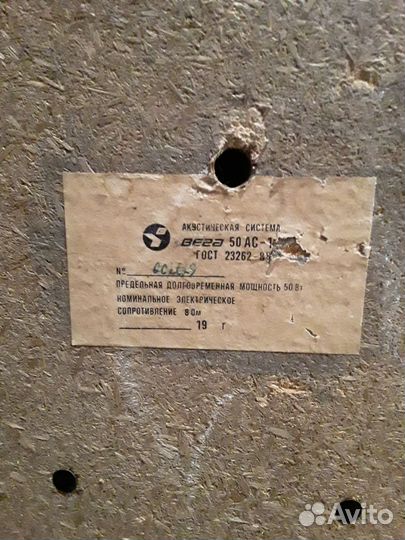 АКУСТИЧЕСКАЯ СИСТЕМА
ВЕГА 50АС-1
ГОСТ 23262-88
№
ПРЕДЕЛЬНАЯ ДОЛГОВРЕМЕННАЯ МОЩНОСТЬ 50 Вт
НОМИНАЛЬНОЕ ЭЛЕКТРИЧЕСКОЕ
СОПРОТИВЛЕНИЕ 8 Ом
19 г
Avito